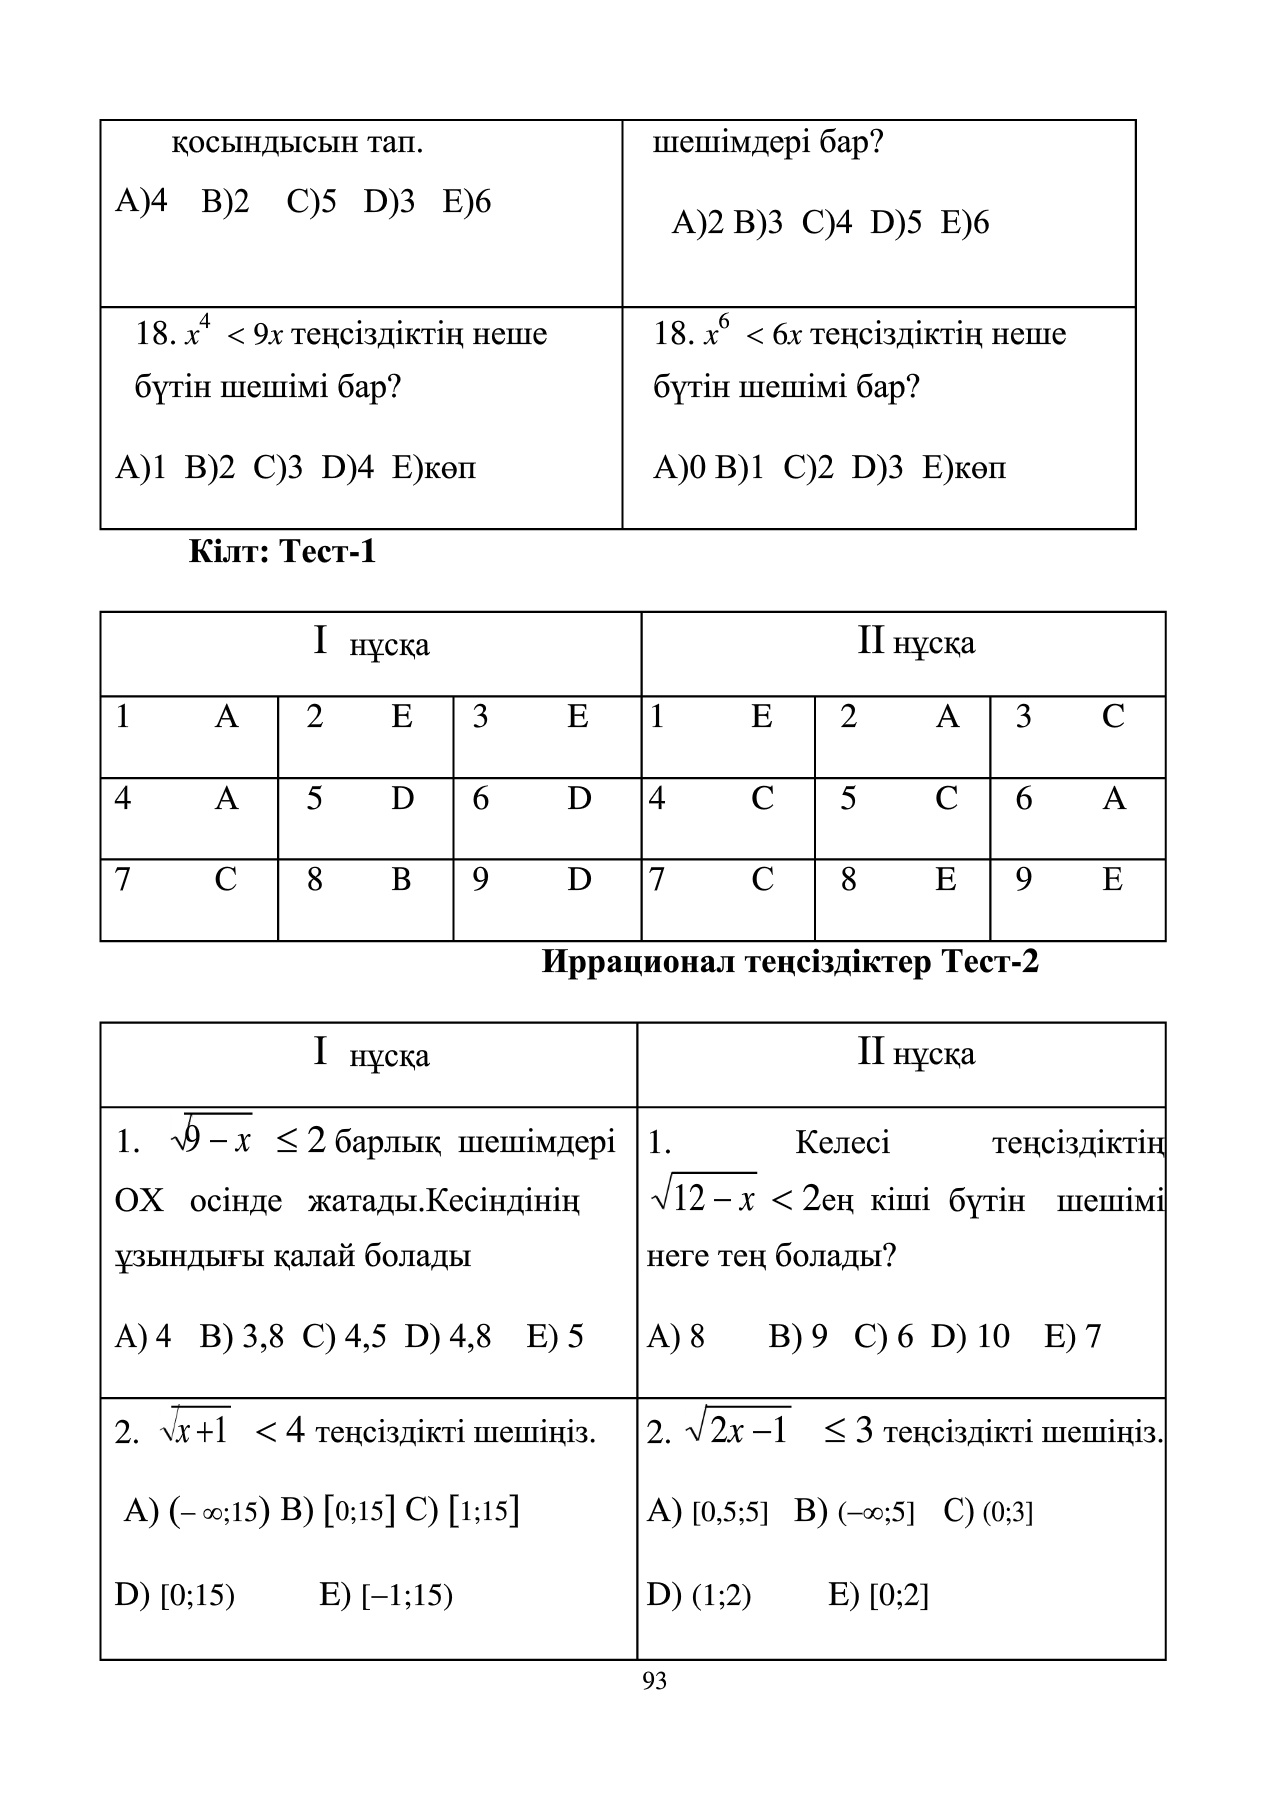 қосындысын тап.
A)4 B)2 C)5 D)3 E)6
шешімдері бар?
A)2 B)3 C)4 D)5 E)6
18. x⁴ < 9x теңсіздіктің неше
бүтін шешімі бар?
A)1 B)2 C)3 D)4 E)көп
18. x⁶ < 6x теңсіздіктің неше
бүтін шешімі бар?
A)0 B)1 C)2 D)3 E)көп
Кілт: Тест-1
I нұсқа II нұсқа
1 A 2 E 3 E 1 E 2 A 3 C
4 A 5 D 6 D 4 C 5 C 6 A
7 C 8 B 9 D 7 C 8 E 9 E
Иррационал теңсіздіктер Тест-2
I нұсқа II нұсқа
1. √(9 – x) ≤ 2 барлық шешімдері
ОХ осінде жатады.Кесіндінің
ұзындығы қалай болады
A) 4 B) 3,8 C) 4,5 D) 4,8 E) 5
1. Келесі теңсіздіктің
√(12 – x) < 2ең кіші бүтін шешімі
неге тең болады?
A) 8 B) 9 C) 6 D) 10 E) 7
2. √(x +1) < 4 теңсіздікті шешіңіз.
A) (– ∞;15) B) [0;15] C) [1;15]
D) [0;15) E) [–1;15)
2. √(2x –1) ≤ 3 теңсіздікті шешіңіз.
A) [0,5;5] B) (–∞;5] C) (0;3]
D) (1;2) E) [0;2]
93